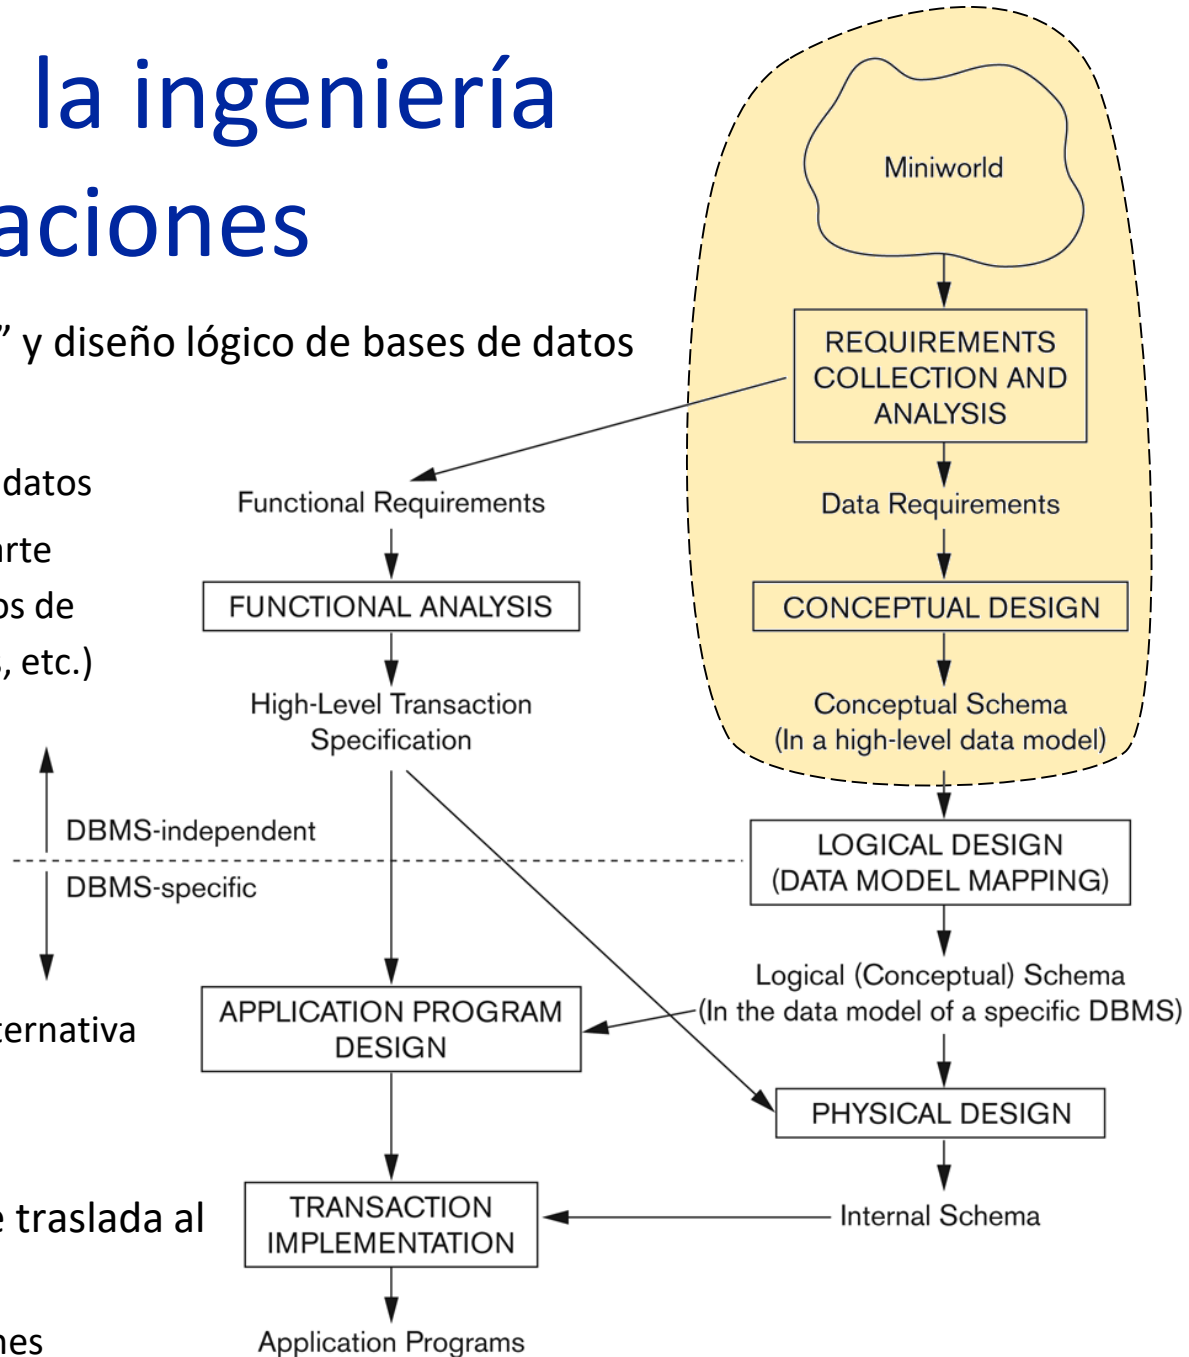 la ingeniería
aciones
” y diseño lógico de bases de datos
datos
arte
os de
s, etc.)
ternativa
e traslada al
nes
Miniworld
REQUIREMENTS
COLLECTION AND
ANALYSIS
Functional Requirements
Data Requirements
FUNCTIONAL ANALYSIS
CONCEPTUAL DESIGN
High-Level Transaction
Specification
Conceptual Schema
(In a high-level data model)
DBMS-independent
DBMS-specific
LOGICAL DESIGN
(DATA MODEL MAPPING)
Logical (Conceptual) Schema
(In the data model of a specific DBMS)
APPLICATION PROGRAM
DESIGN
PHYSICAL DESIGN
TRANSACTION
IMPLEMENTATION
Internal Schema
Application Programs